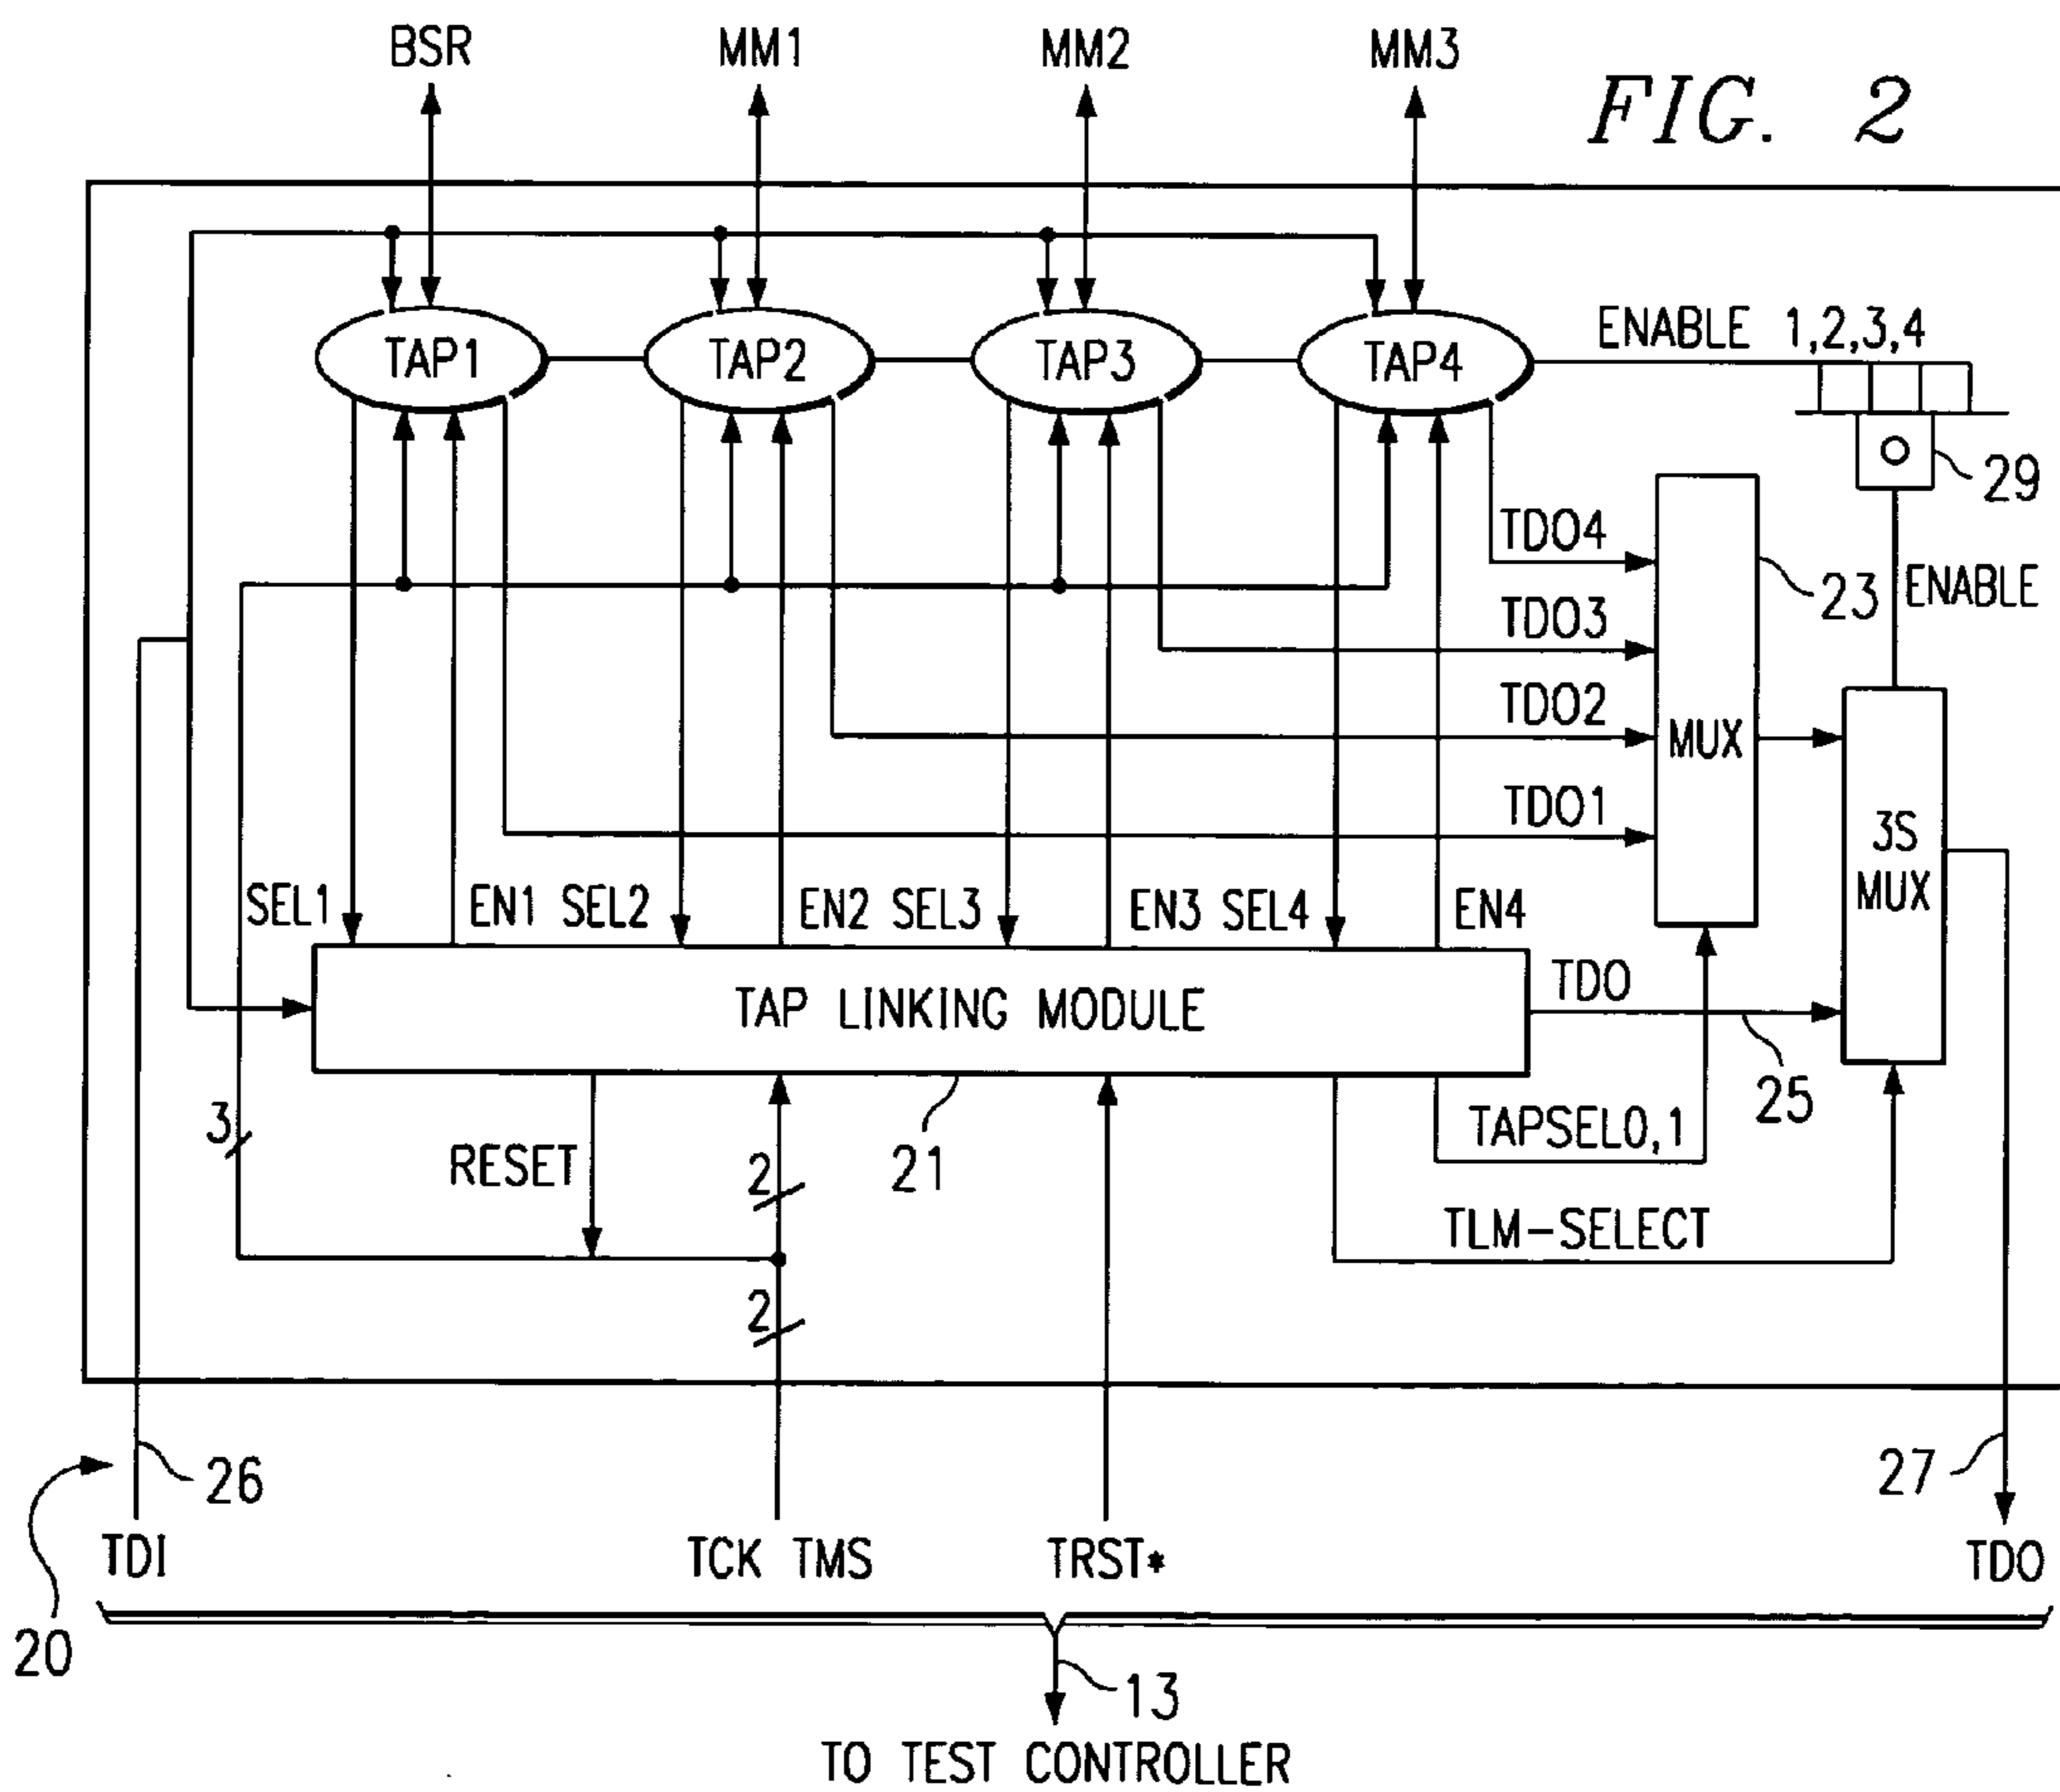 BSR MM1 MM2 MM3
FIG. 2
TAP1 TAP2 TAP3 TAP4
ENABLE 1,2,3,4
29
TDO4
23
ENABLE
TDO3
TDO2
MUX
TDO1
3S
MUX
SEL1 EN1 SEL2 EN2 SEL3 EN3 SEL4 EN4
TAP LINKING MODULE
TDO
25
3
RESET
2
21
TAPSEL0,1
TLM-SELECT
2
26
27
TDI
TCK TMS
TRST*
TDO
20
13
TO TEST CONTROLLER